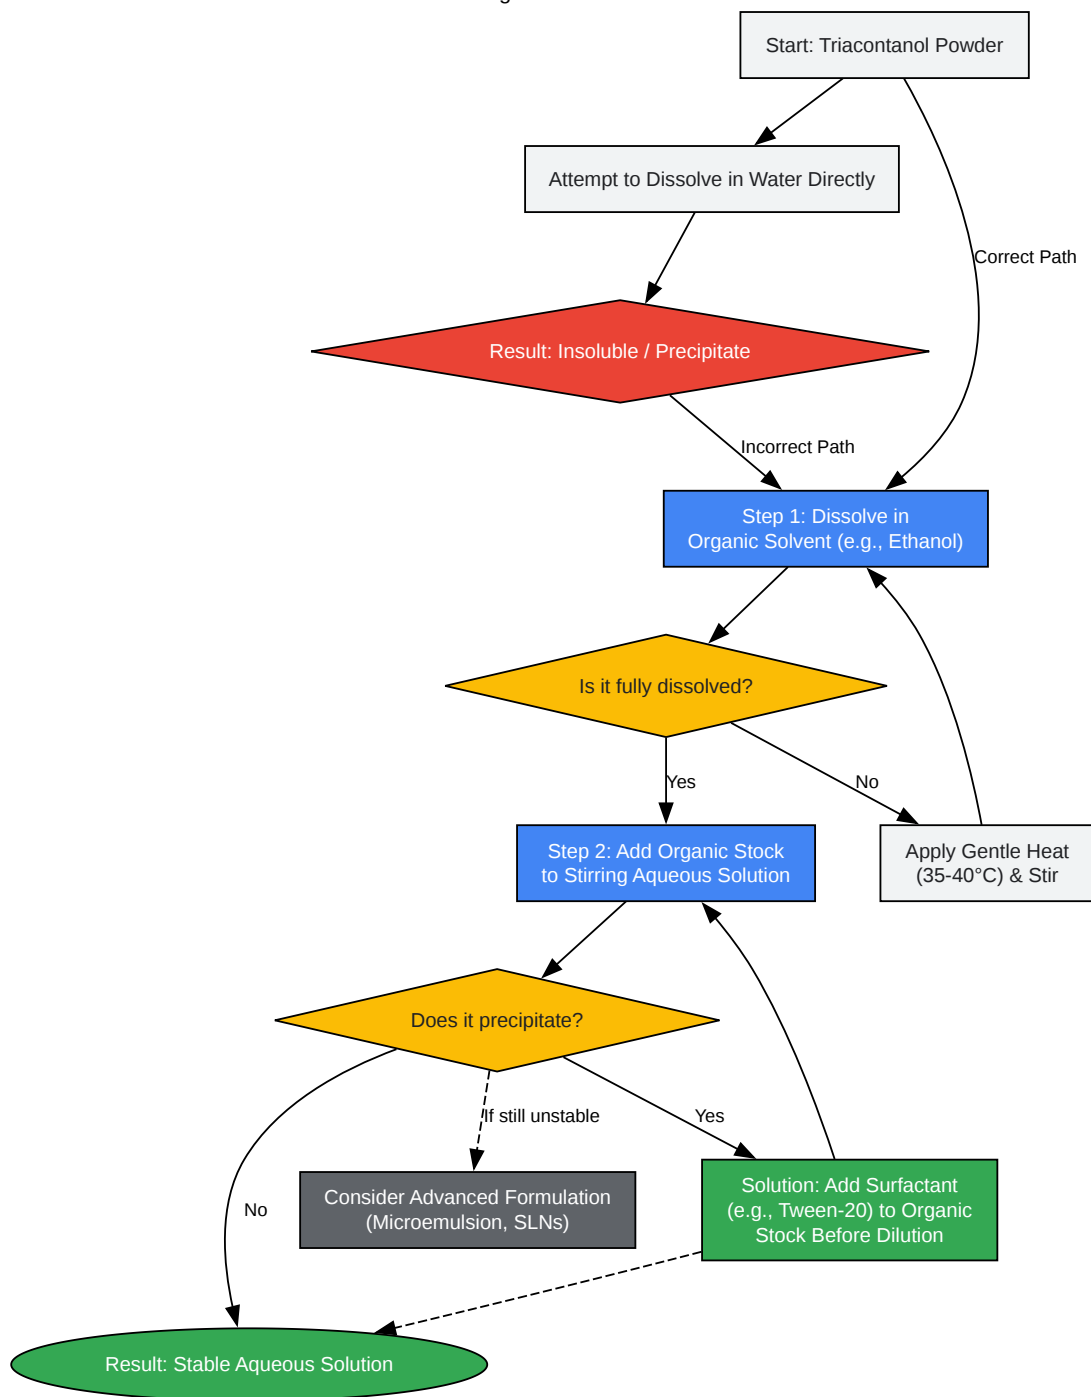 Start: Triacontanol Powder
Attempt to Dissolve in Water Directly
Correct Path
Result: Insoluble / Precipitate
Incorrect Path
Step 1: Dissolve in
Organic Solvent (e.g., Ethanol)
Is it fully dissolved?
Yes
No
Step 2: Add Organic Stock
to Stirring Aqueous Solution
Apply Gentle Heat
(35-40°C) & Stir
Does it precipitate?
If still unstable
Yes
Consider Advanced Formulation
(Microemulsion, SLNs)
Solution: Add Surfactant
(e.g., Tween-20) to Organic
Stock Before Dilution
No
Result: Stable Aqueous Solution